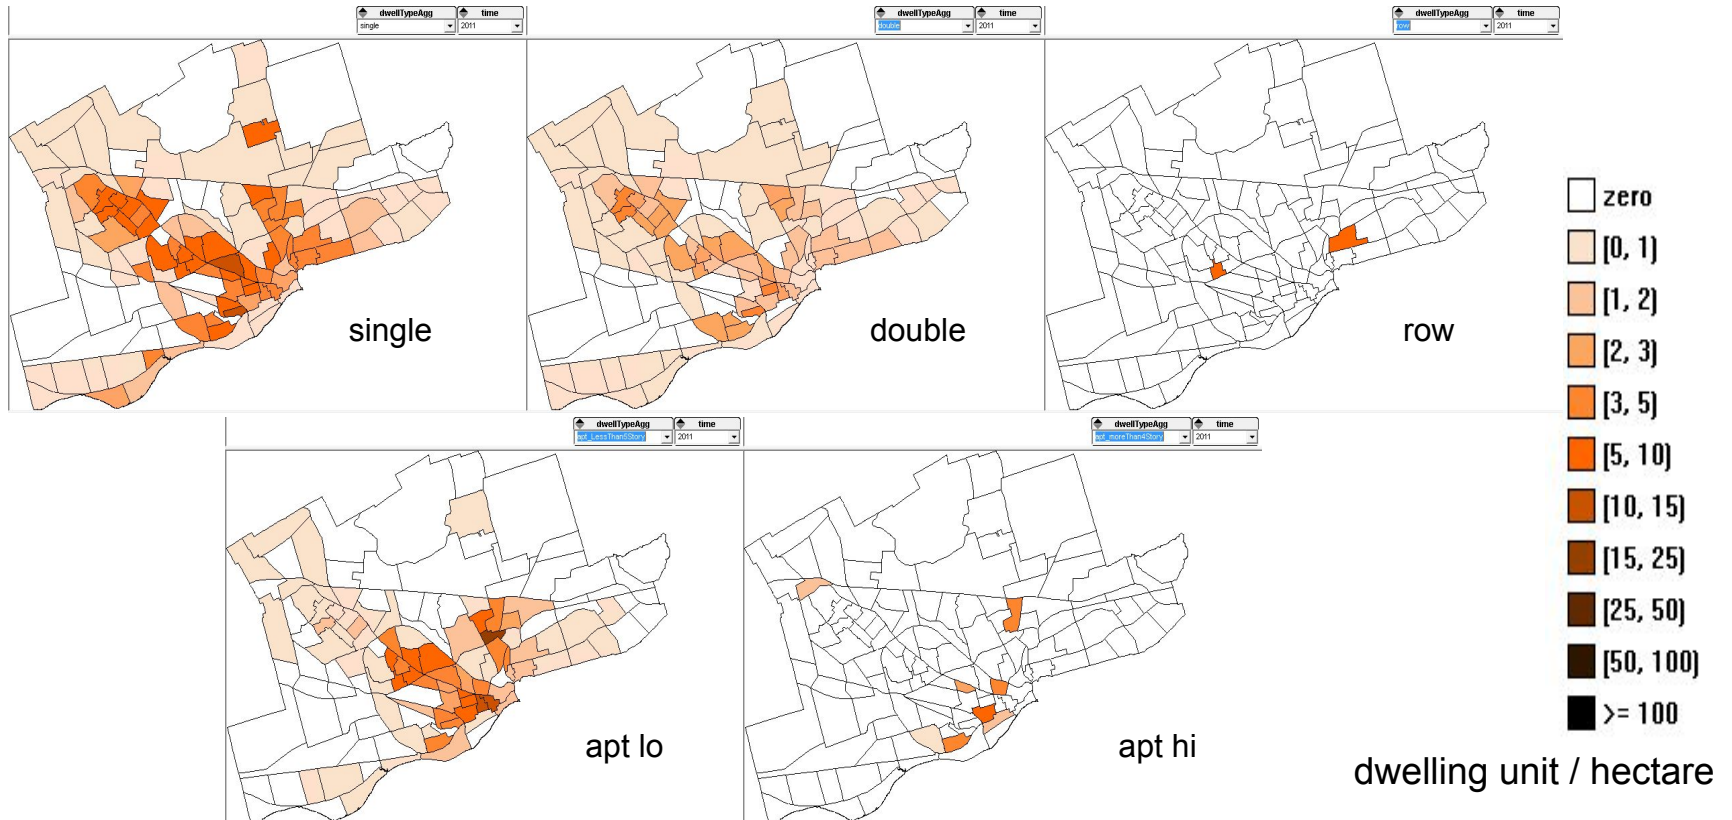 dwellTypeAgg time
single 2011
dwellTypeAgg time
double 2011
dwellTypeAgg time
row 2011
single
double
row
zero
[0, 1)
[1, 2)
[2, 3)
[3, 5)
[5, 10)
[10, 15)
[15, 25)
[25, 50)
[50, 100)
>= 100
dwelling unit / hectare
dwellTypeAgg time
apt_LessThan5Story 2011
dwellTypeAgg time
apt_moreThan4Story 2011
apt lo
apt hi